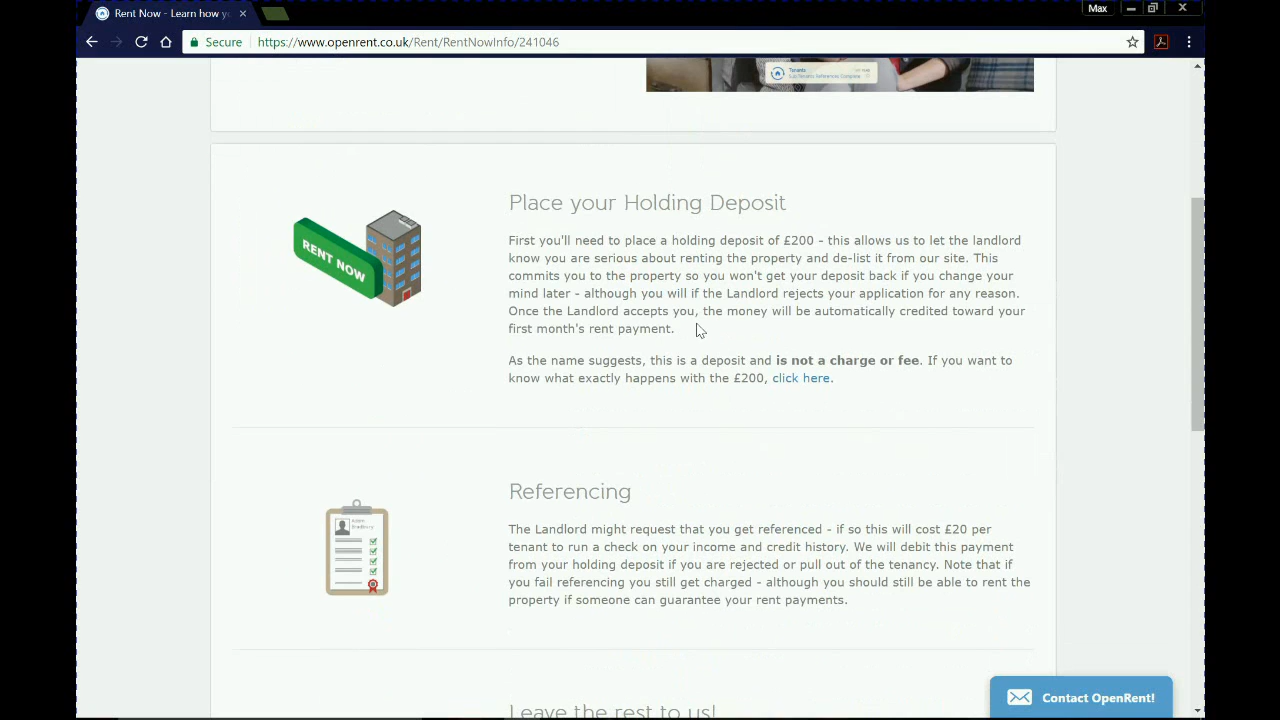 Rent Now - Learn how yo
Max
Secure
https://www.openrent.co.uk/Rent/RentNowInfo/241046
Tenants
Place your Holding Deposit
First you'll need to place a holding deposit of £200 - this allows us to let the landlord
know you are serious about renting the property and de-list it from our site. This
commits you to the property so you won't get your deposit back if you change your
mind later - although you will if the Landlord rejects your application for any reason.
Once the Landlord accepts you, the money will be automatically credited toward your
first month's rent payment.
As the name suggests, this is a deposit and is not a charge or fee. If you want to
know what exactly happens with the £200, click here.
RENT NOW
Referencing
The Landlord might request that you get referenced - if so this will cost £20 per
tenant to run a check on your income and credit history. We will debit this payment
from your holding deposit if you are rejected or pull out of the tenancy. Note that if
you fail referencing you still get charged - although you should still be able to rent the
property if someone can guarantee your rent payments.
Leave the rest to us!
Contact OpenRent!